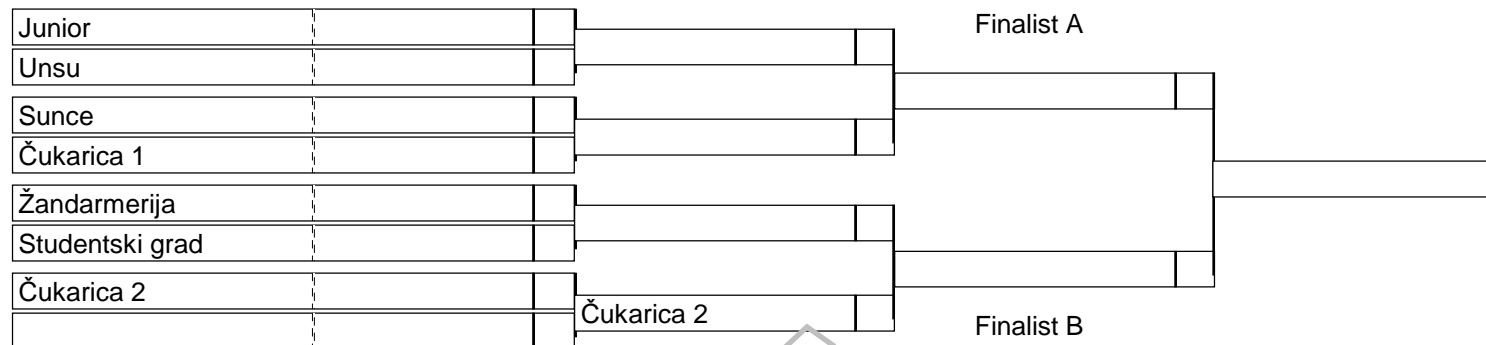 Junior
Finalist A
Unsu
Sunce
Čukarica 1
Žandarmerija
Studentski grad
Čukarica 2
Čukarica 2
Finalist B